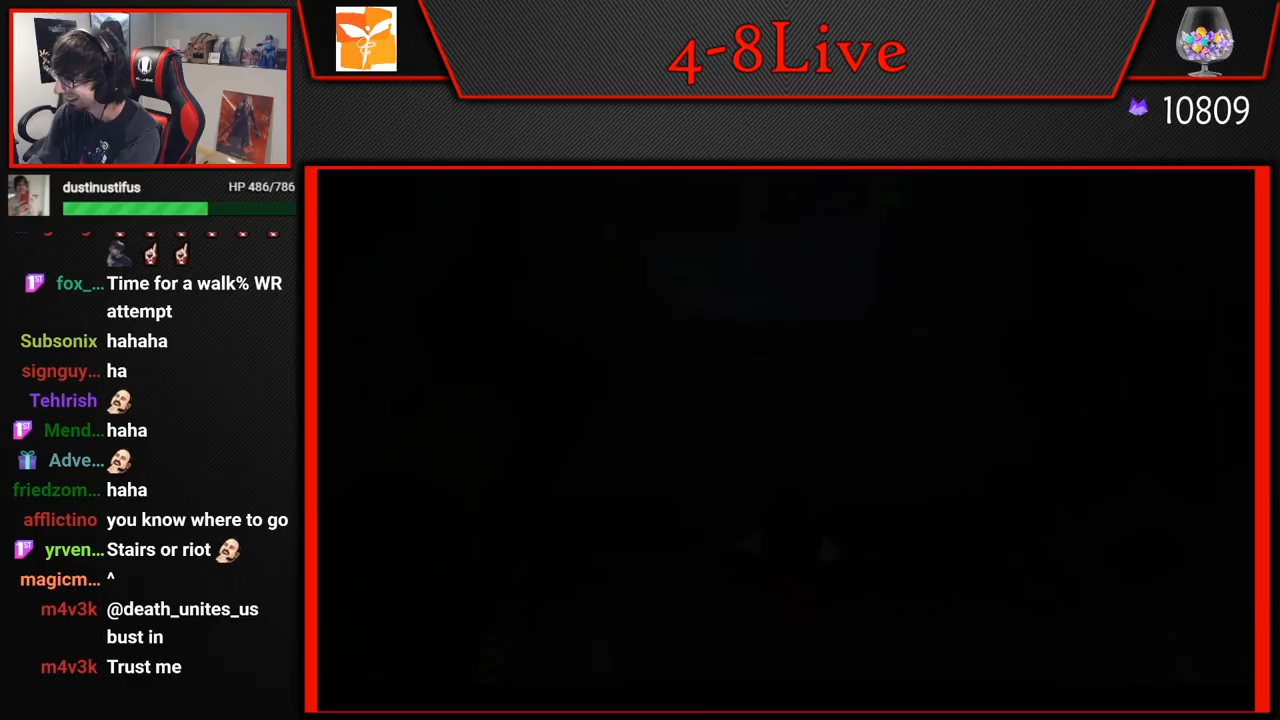 4-8Live
10809
dustinustifus
HP 486/786
fox_... Time for a walk% WR
attempt
Subsonix hahaha
signguy... ha
TehIrish
Mend... haha
Adve...
friedzom... haha
afflictino you know where to go
yrven... Stairs or riot
magicm... ^
m4v3k @death_unites_us
bust in
m4v3k Trust me